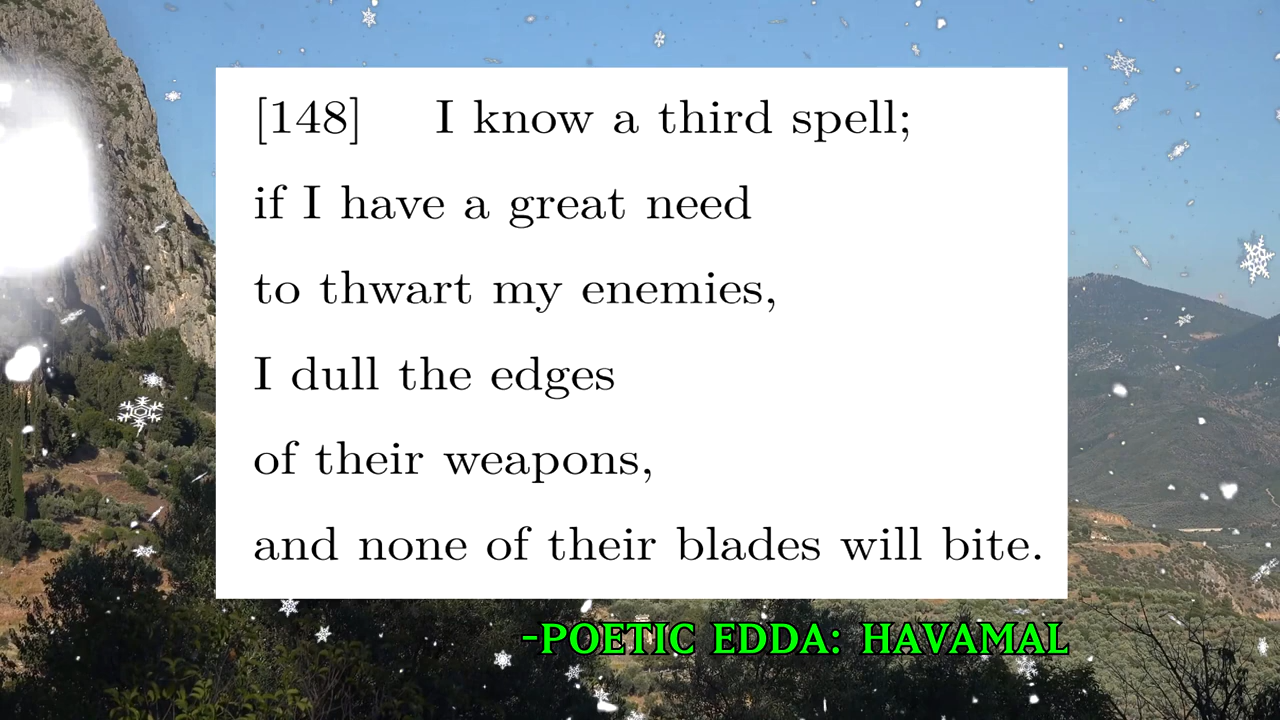 [148] I know a third spell;
if I have a great need
to thwart my enemies,
I dull the edges
of their weapons,
and none of their blades will bite.
-POETIC EDDA: HAVAMAL